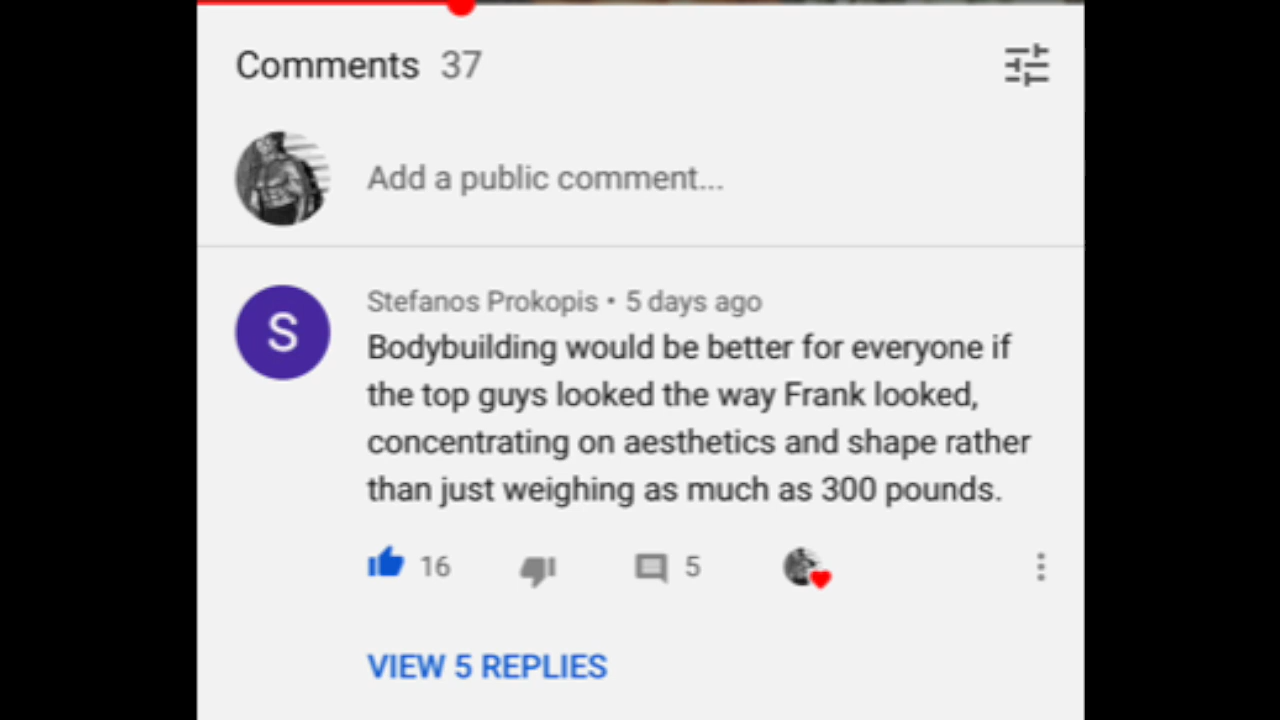 Comments 37
Add a public comment...
S
Stefanos Prokopis • 5 days ago
Bodybuilding would be better for everyone if
the top guys looked the way Frank looked,
concentrating on aesthetics and shape rather
than just weighing as much as 300 pounds.
16 5
VIEW 5 REPLIES